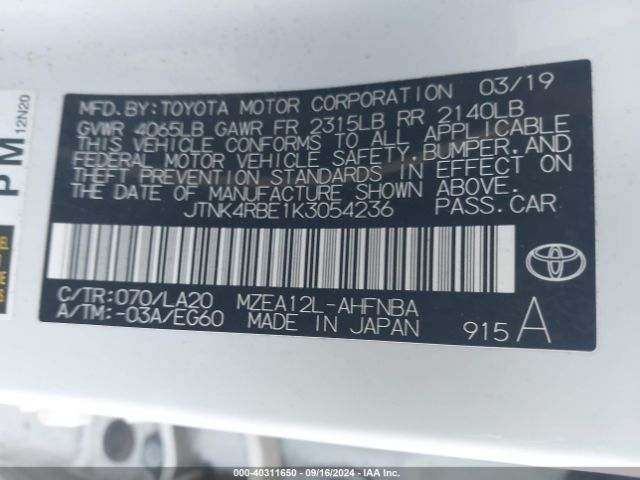 MFD.BY:TOYOTA MOTOR CORPORATION 03/19
GVWR 4065LB GAWR FR 2315LB RR 2140LB
THIS VEHICLE CONFORMS TO ALL APPLICABLE
FEDERAL MOTOR VEHICLE SAFETY,BUMPER,AND
THEFT PREVENTION STANDARDS IN EFFECT ON
THE DATE OF MANUFACTURE SHOWN ABOVE.
JTNK4RBE1K3054236 PASS.CAR
C/TR:070/LA20 MZEA12L-AHFNBA
A/TM:-03A/EG60 MADE IN JAPAN 915A
PM
12N20
000-40311650 - 09/16/2024 - IAA Inc.